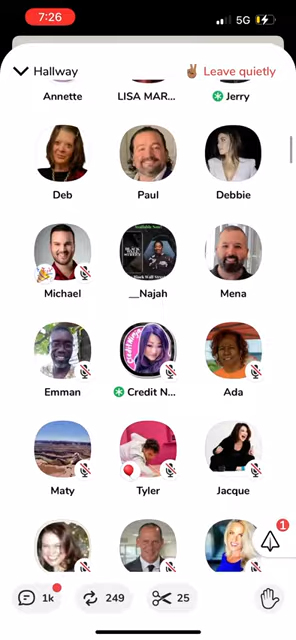 7:26
5G
Hallway
Leave quietly
Annette
LISA MAR...
Jerry
Deb
Paul
Debbie
Michael
__Najah
Mena
Emman
Credit N...
Ada
Maty
Tyler
Jacque
1
1k
249
25